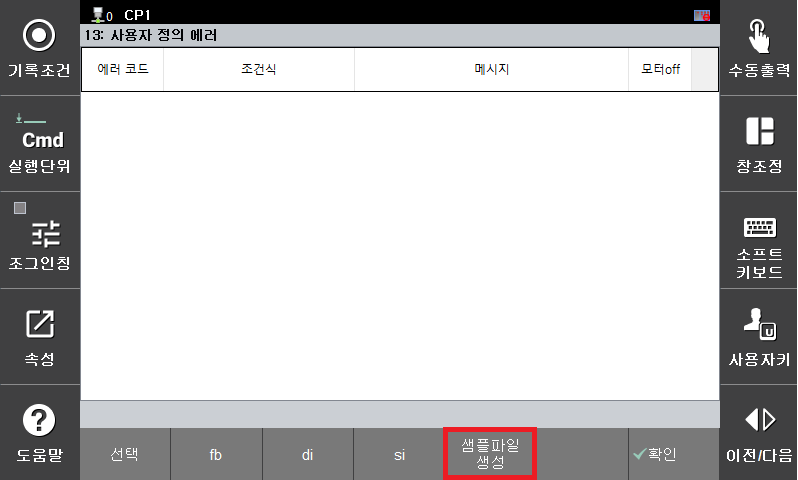 0 CP1
13: 사용자 정의 에러
에러 코드 조건식 메시지 모터off
기록조건
Cmd
실행단위
조그인칭
속성
도움말
수동출력
창조정
소프트
키보드
U
사용자키
이전/다음
선택 fb di si 샘플파일
생성
확인